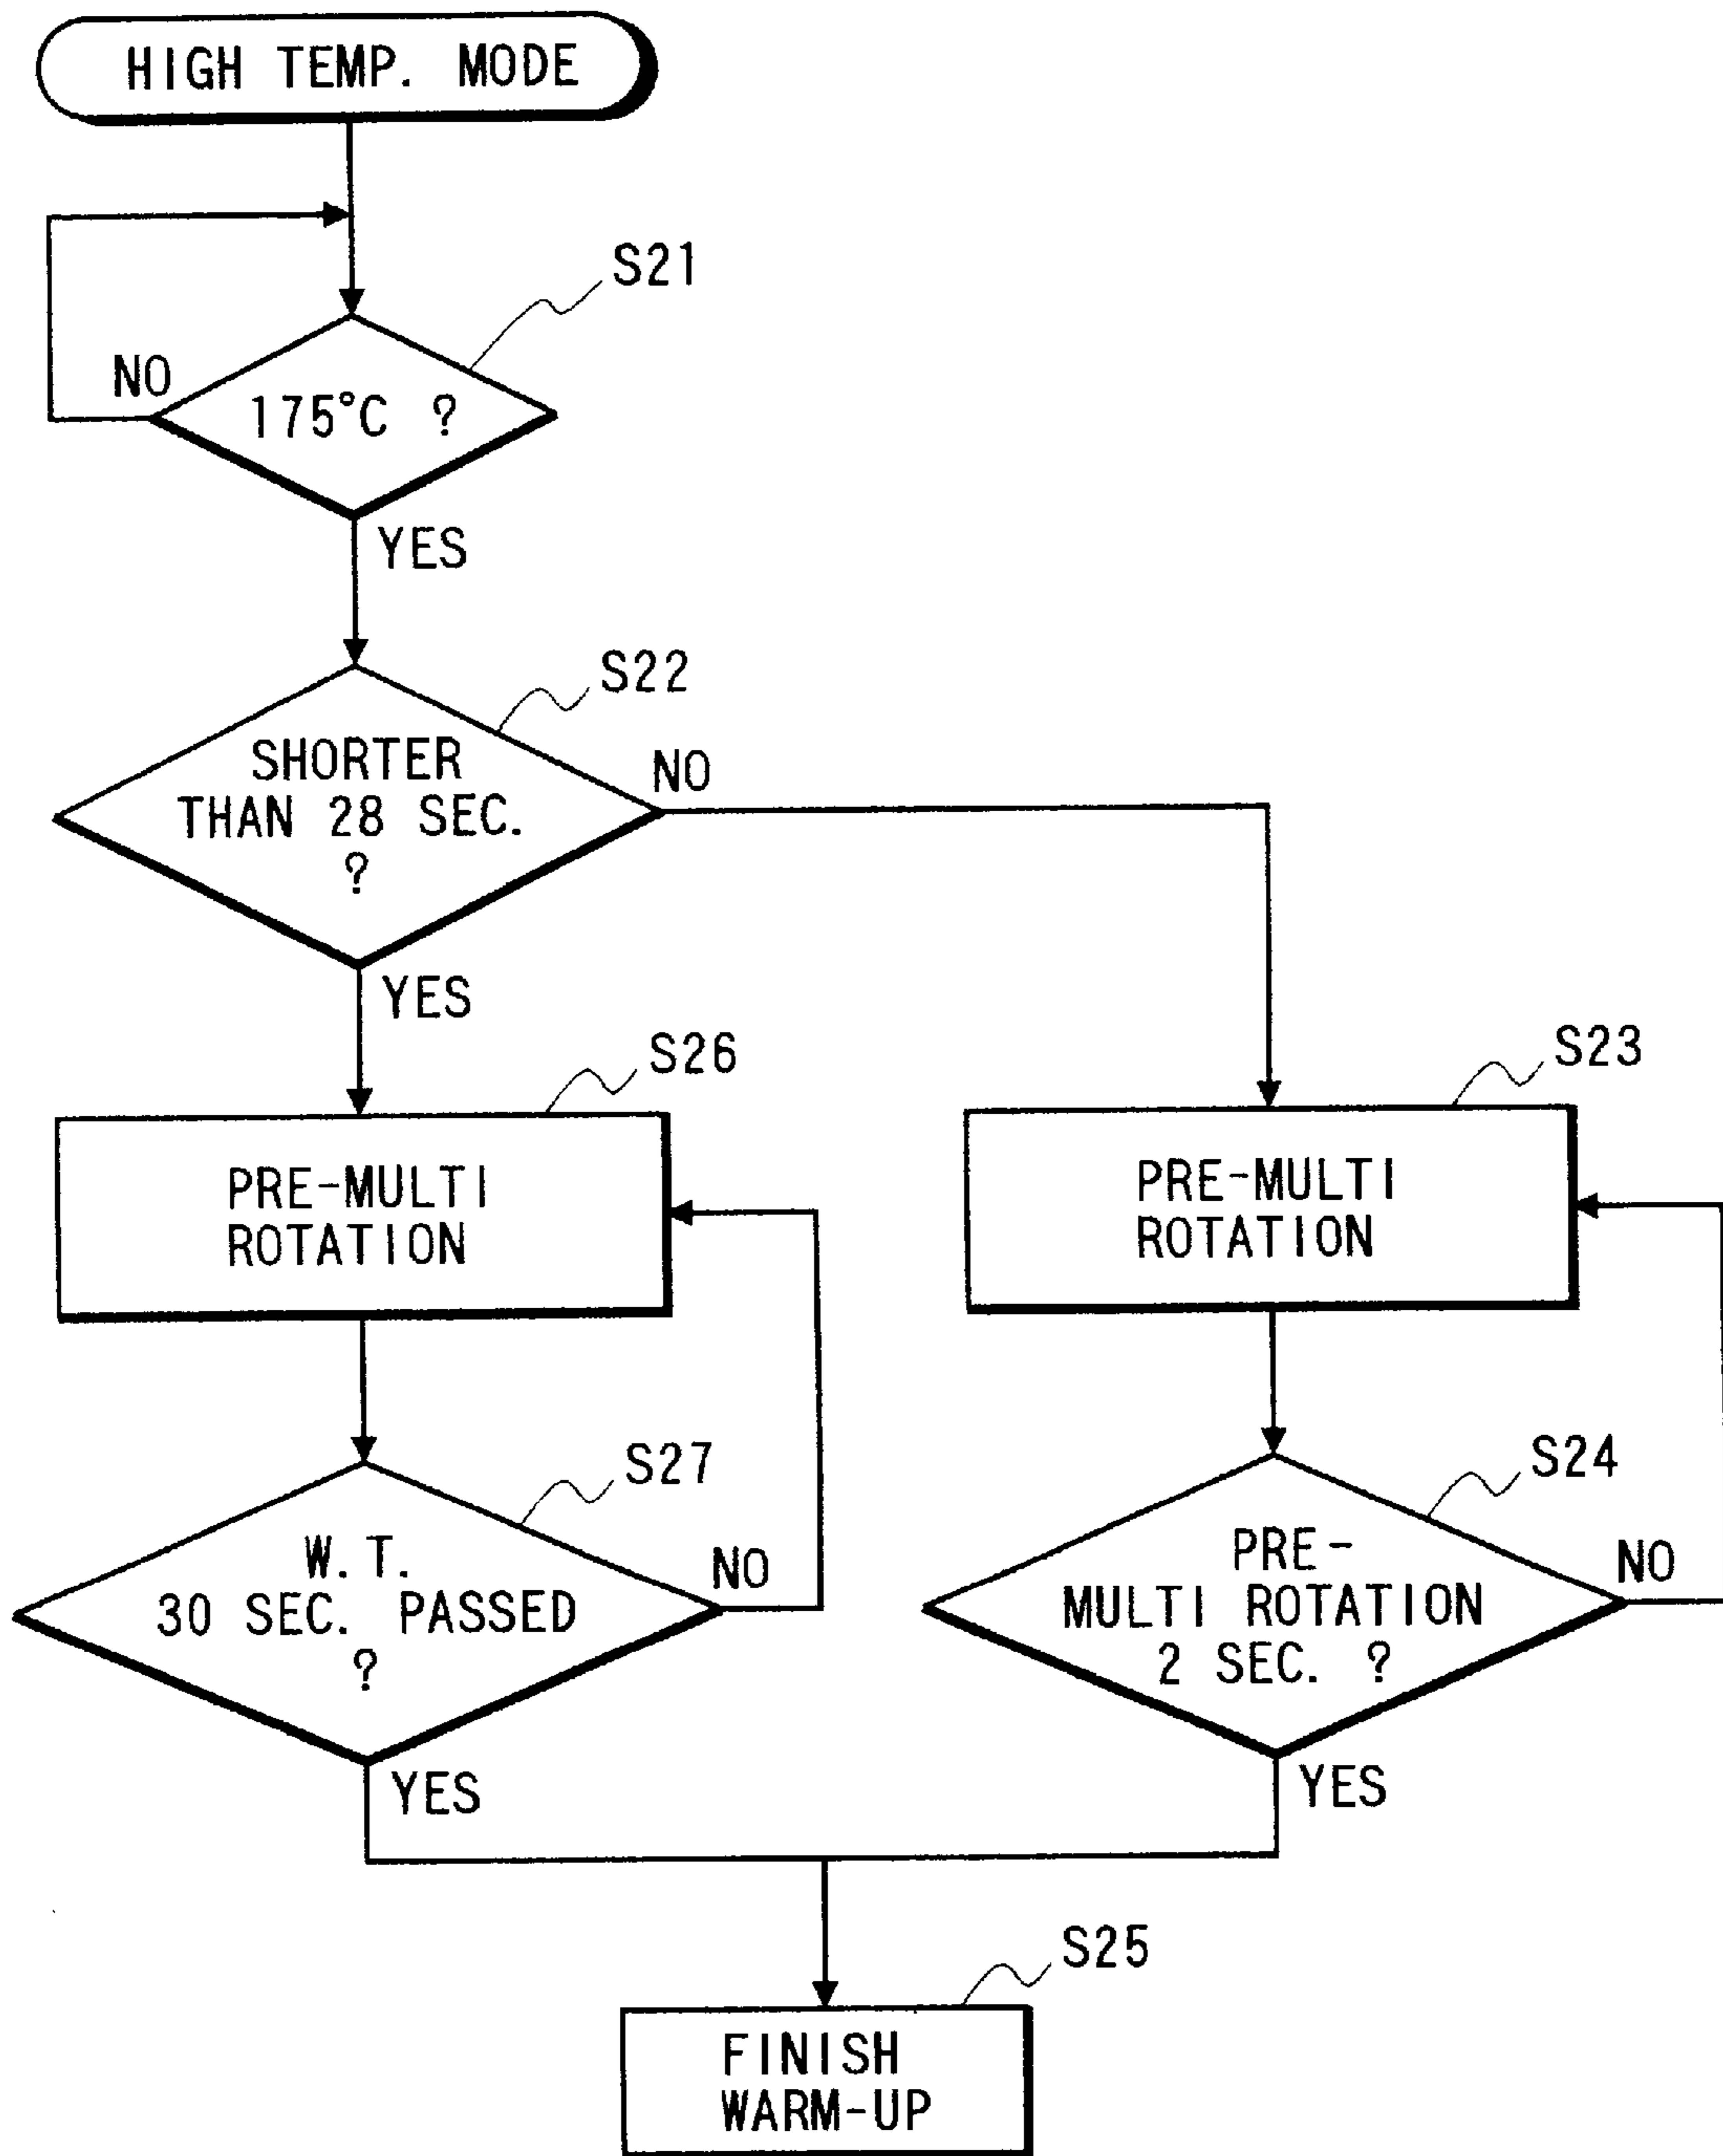 HIGH TEMP. MODE
S21
NO
175°C ?
YES
S22
SHORTER
THAN 28 SEC.
?
NO
YES
S26
PRE-MULTI
ROTATION
S23
PRE-MULTI
ROTATION
S27
W. T.
30 SEC. PASSED
?
NO
YES
S24
PRE-
MULTI ROTATION
2 SEC. ?
NO
YES
S25
FINISH
WARM-UP